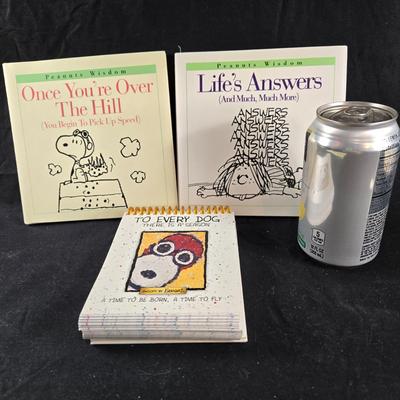 Peanuts Wisdom
Once You're Over
The Hill
(You Begin To Pick Up Speed)
Peanuts Wisdom
Life's Answers
(And Much, Much More)
ANSWERS
ANSWERS
ANSWERS
ANSWERS
ANSWERS
ANSWERS
TO EVERY DOG
THERE IS A SEASON
A TIME TO BE BORN, A TIME TO FLY
5